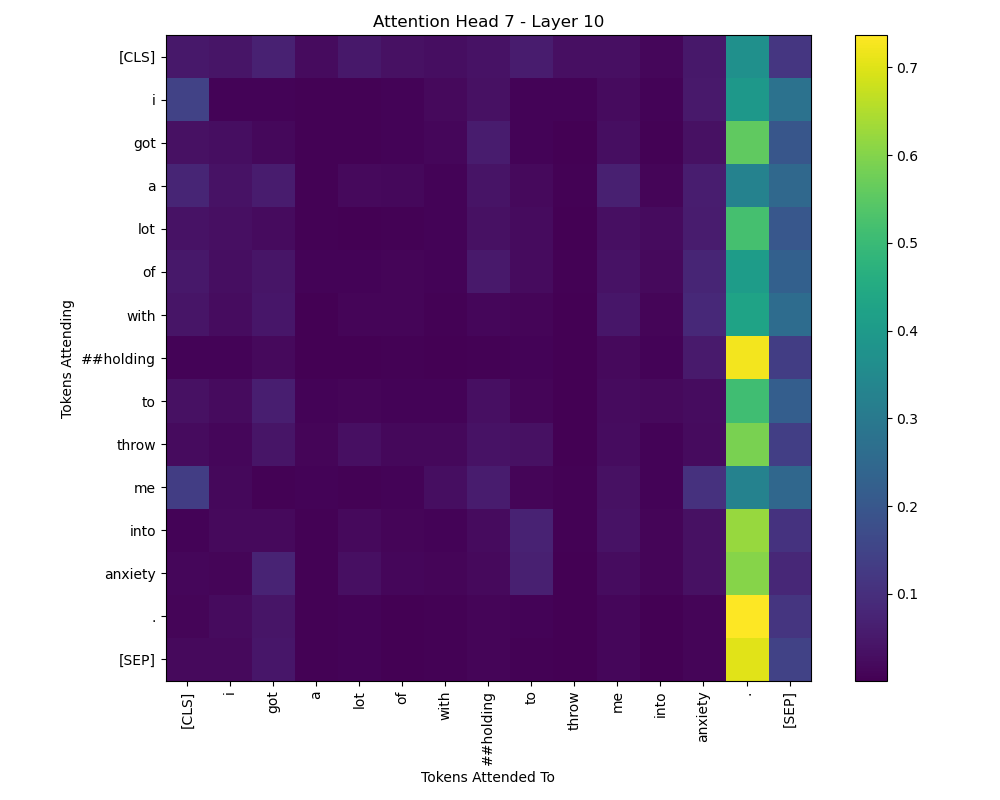 Attention Head 7 - Layer 10
[CLS]
i
got
a
lot
of
with
##holding
to
throw
me
into
anxiety
.
[SEP]
Tokens Attending
[CLS]
i
got
a
lot
of
with
##holding
to
throw
me
into
anxiety
.
[SEP]
Tokens Attended To
0.7
0.6
0.5
0.4
0.3
0.2
0.1